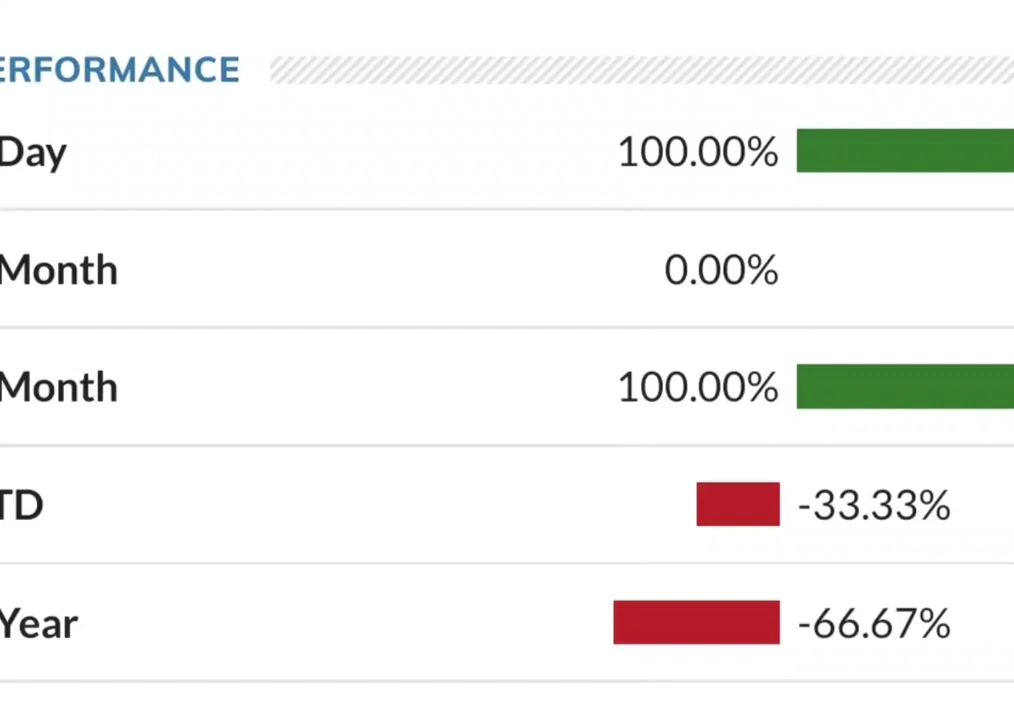 ERFORMANCE
Day 100.00%
Month 0.00%
Month 100.00%
TD -33.33%
Year -66.67%